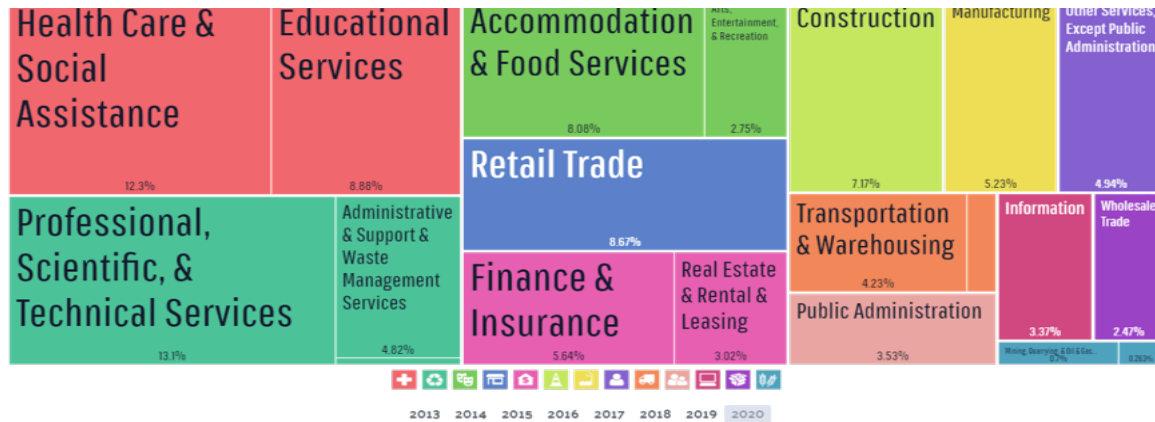 Health Care &
Social
Assistance
12.3%
Educational
Services
8.88%
Accommodation
& Food Services
8.08%
Arts,
Entertainment,
& Recreation
2.75%
Construction
7.17%
Manufacturing
5.23%
Other Services,
Except Public
Administration
4.94%
Retail Trade
8.67%
Professional,
Scientific, &
Technical Services
13.1%
Administrative
& Support &
Waste
Management
Services
4.82%
Finance &
Insurance
5.64%
Real Estate
& Rental &
Leasing
3.02%
Transportation
& Warehousing
4.23%
Public Administration
3.53%
Information
3.37%
Wholesale
Trade
2.47%
Mining, Quarrying, & Oil & Gas...
0.7%
0.263%
2013 2014 2015 2016 2017 2018 2019 2020